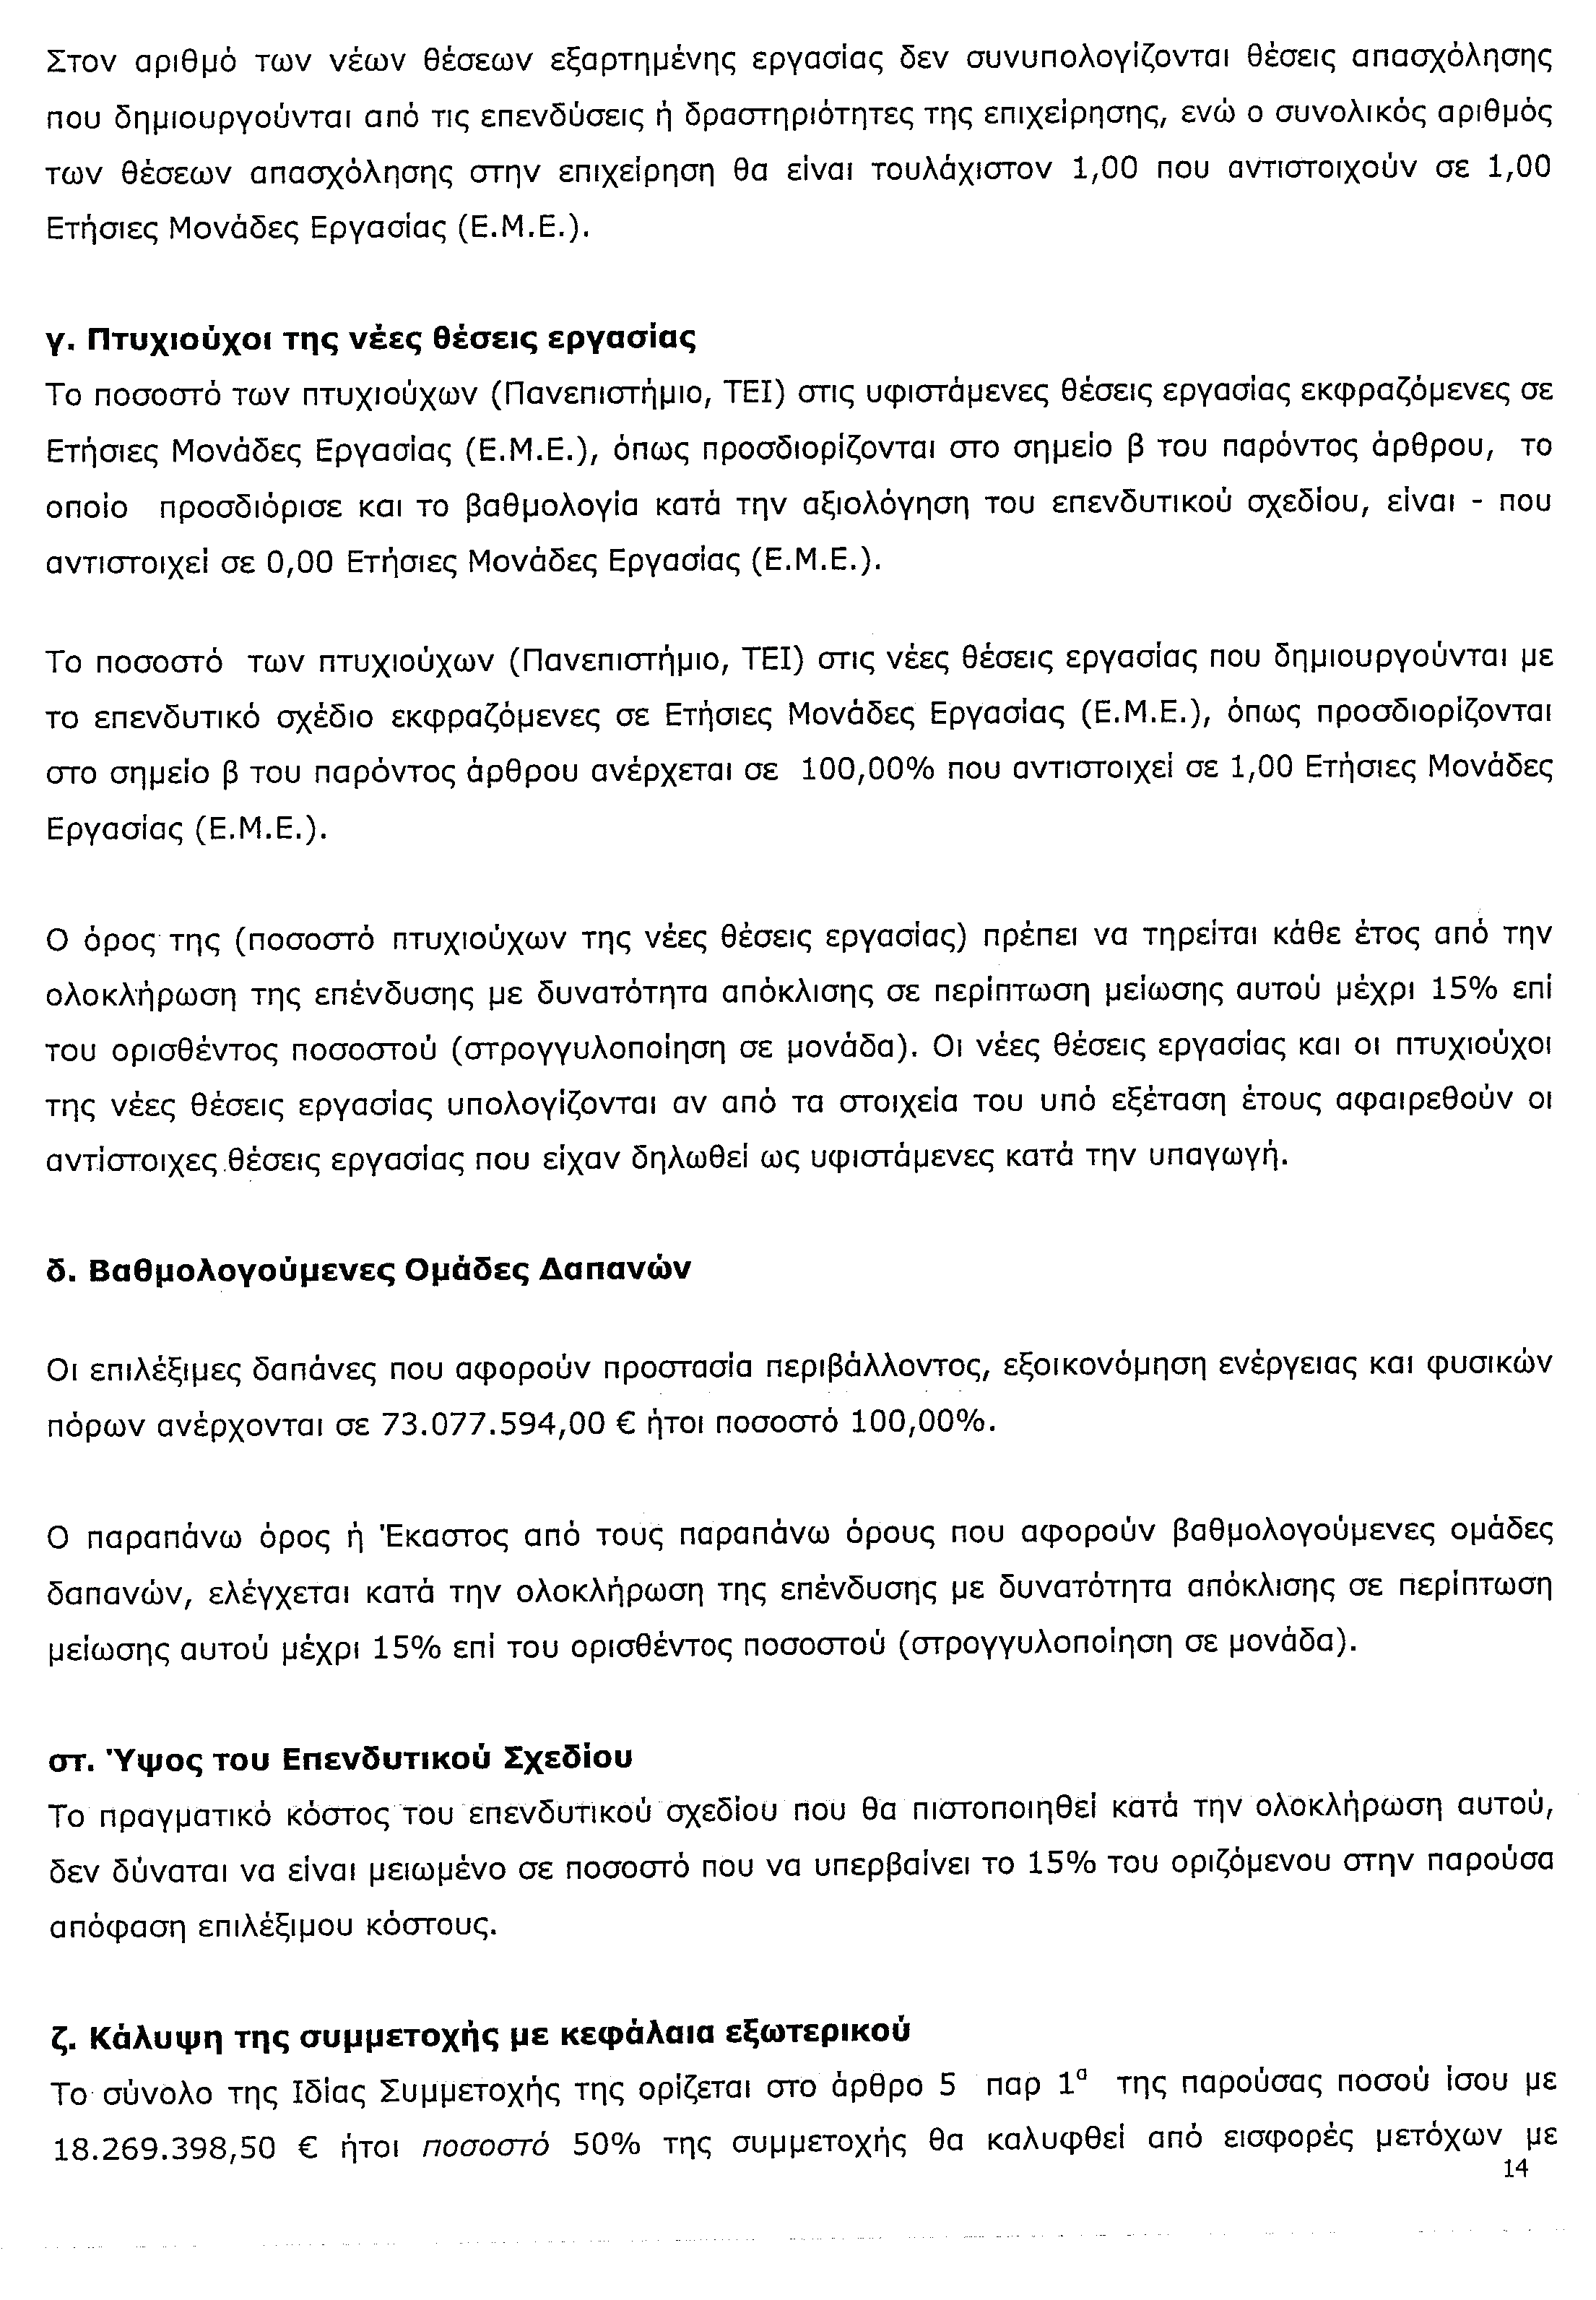 Στον αριθμό των νέων θέσεων εξαρτημένης εργασίας δεν συνυπολογίζονται θέσεις απασχόλησης
που δημιουργούνται από τις επενδύσεις ή δραστηριότητες της επιχείρησης, ενώ ο συνολικός αριθμός
των θέσεων απασχόλησης στην επιχείρηση θα είναι τουλάχιστον 1,00 που αντιστοιχούν σε 1,00
Ετήσιες Μονάδες Εργασίας (Ε.Μ.Ε.).
γ. Πτυχιούχοι της νέες θέσεις εργασίας
Το ποσοστό των πτυχιούχων (Πανεπιστήμιο, ΤΕΙ) στις υφιστάμενες θέσεις εργασίας εκφραζόμενες σε
Ετήσιες Μονάδες Εργασίας (Ε.Μ.Ε.), όπως προσδιορίζονται στο σημείο β του παρόντος άρθρου, το
οποίο προσδιόρισε και το βαθμολογία κατά την αξιολόγηση του επενδυτικού σχεδίου, είναι - που
αντιστοιχεί σε 0,00 Ετήσιες Μονάδες Εργασίας (Ε.Μ.Ε.).
Το ποσοστό των πτυχιούχων (Πανεπιστήμιο, ΤΕΙ) στις νέες θέσεις εργασίας που δημιουργούνται με
το επενδυτικό σχέδιο εκφραζόμενες σε Ετήσιες Μονάδες Εργασίας (Ε.Μ.Ε.), όπως προσδιορίζονται
στο σημείο β του παρόντος άρθρου ανέρχεται σε 100,00% που αντιστοιχεί σε 1,00 Ετήσιες Μονάδες
Εργασίας (Ε.Μ.Ε.).
Ο όρος της (ποσοστό πτυχιούχων της νέες θέσεις εργασίας) πρέπει να τηρείται κάθε έτος από την
ολοκλήρωση της επένδυσης με δυνατότητα απόκλισης σε περίπτωση μείωσης αυτού μέχρι 15% επί
του ορισθέντος ποσοστού (στρογγυλοποίηση σε μονάδα). Οι νέες θέσεις εργασίας και οι πτυχιούχοι
της νέες θέσεις εργασίας υπολογίζονται αν από τα στοιχεία του υπό εξέταση έτους αφαιρεθούν οι
αντίστοιχες θέσεις εργασίας που είχαν δηλωθεί ως υφιστάμενες κατά την υπαγωγή.
δ. Βαθμολογούμενες Ομάδες Δαπανών
Οι επιλέξιμες δαπάνες που αφορούν προστασία περιβάλλοντος, εξοικονόμηση ενέργειας και φυσικών
πόρων ανέρχονται σε 73.077.594,00 € ήτοι ποσοστό 100,00%.
Ο παραπάνω όρος ή Έκαστος από τους παραπάνω όρους που αφορούν βαθμολογούμενες ομάδες
δαπανών, ελέγχεται κατά την ολοκλήρωση της επένδυσης με δυνατότητα απόκλισης σε περίπτωση
μείωσης αυτού μέχρι 15% επί του ορισθέντος ποσοστού (στρογγυλοποίηση σε μονάδα).
στ. Ύψος του Επενδυτικού Σχεδίου
Το πραγματικό κόστος του επενδυτικού σχεδίου που θα πιστοποιηθεί κατά την ολοκλήρωση αυτού,
δεν δύναται να είναι μειωμένο σε ποσοστό που να υπερβαίνει το 15% του οριζόμενου στην παρούσα
απόφαση επιλέξιμου κόστους.
ζ. Κάλυψη της συμμετοχής με κεφάλαια εξωτερικού
Το σύνολο της Ιδίας Συμμετοχής της ορίζεται στο άρθρο 5 παρ 1α της παρούσας ποσού ίσου με
18.269.398,50 € ήτοι ποσοστό 50% της συμμετοχής θα καλυφθεί από εισφορές μετόχων με
14